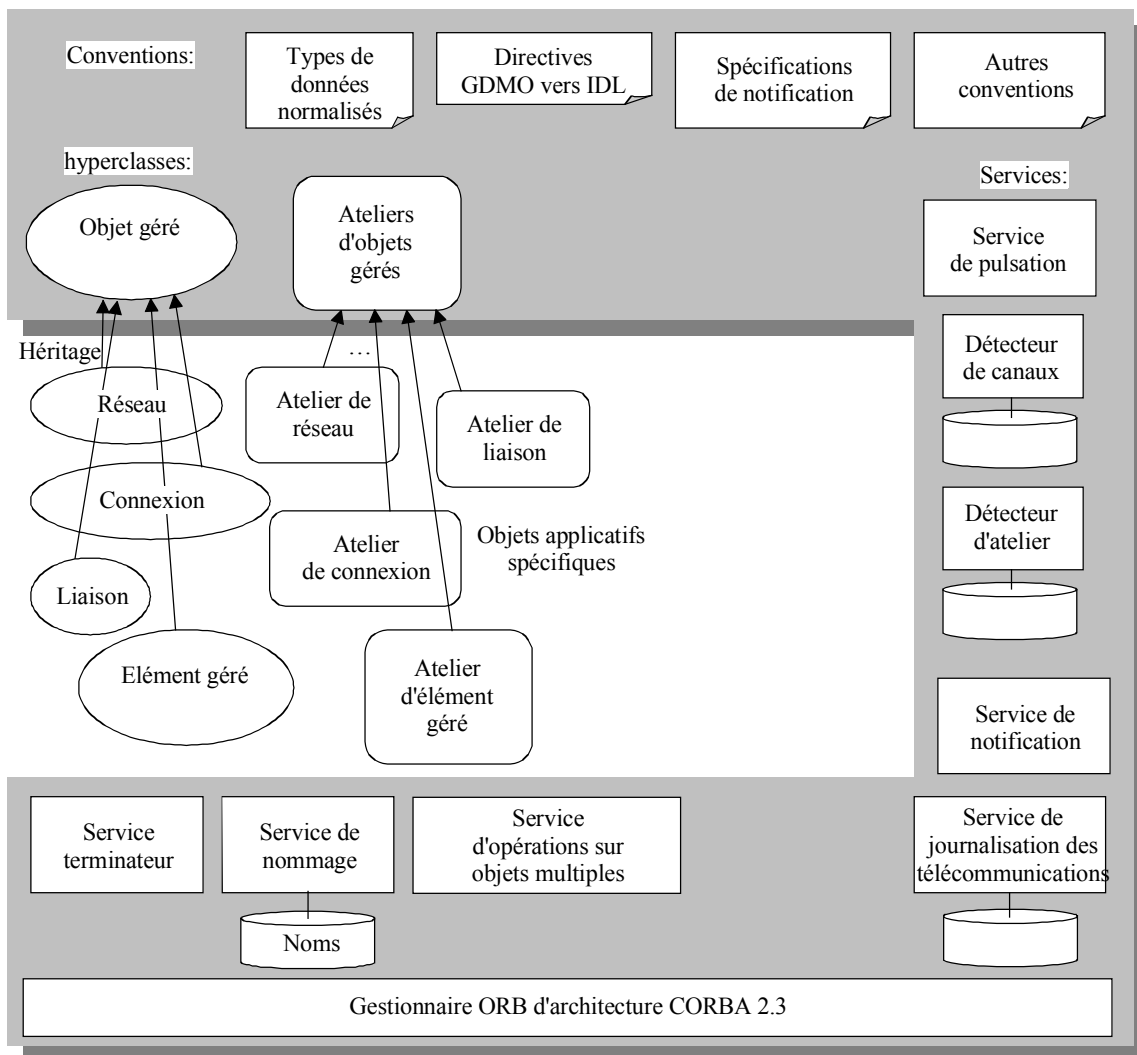 Conventions:
Types de
données
normalisés
Directives
GDMO vers IDL
Spécifications
de notification
Autres
conventions
hyperclasses:
Services:
Objet géré
Ateliers
d'objets
gérés
Service
de pulsation
Héritage
…
Détecteur
de canaux
Réseau
Atelier de
réseau
Atelier de
liaison
Connexion
Atelier
de connexion
Objets applicatifs
spécifiques
Détecteur
d'atelier
Liaison
Elément géré
Atelier
d'élément
géré
Service de
notification
Service
terminateur
Service de
nommage
Service
d'opérations sur
objets multiples
Service de
journalisation des
télécommunications
Noms
Gestionnaire ORB d'architecture CORBA 2.3